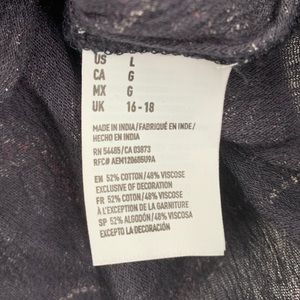 US L
CA G
MX G
UK 16-18
MADE IN INDIA/FABRIQUÉ EN INDE/
HECHO EN INDIA
RN 54485/CA 03873
RFC# AEM120685U9A
EN 52% COTTON/48% VISCOSE
EXCLUSIVE OF DECORATION
FR 52% COTON/48% VISCOSE
À L'EXCEPTION DE LA GARNITURE
SP 52% ALGODÓN/48% VISCOSA
EXCEPTO LA DECORACIÓN